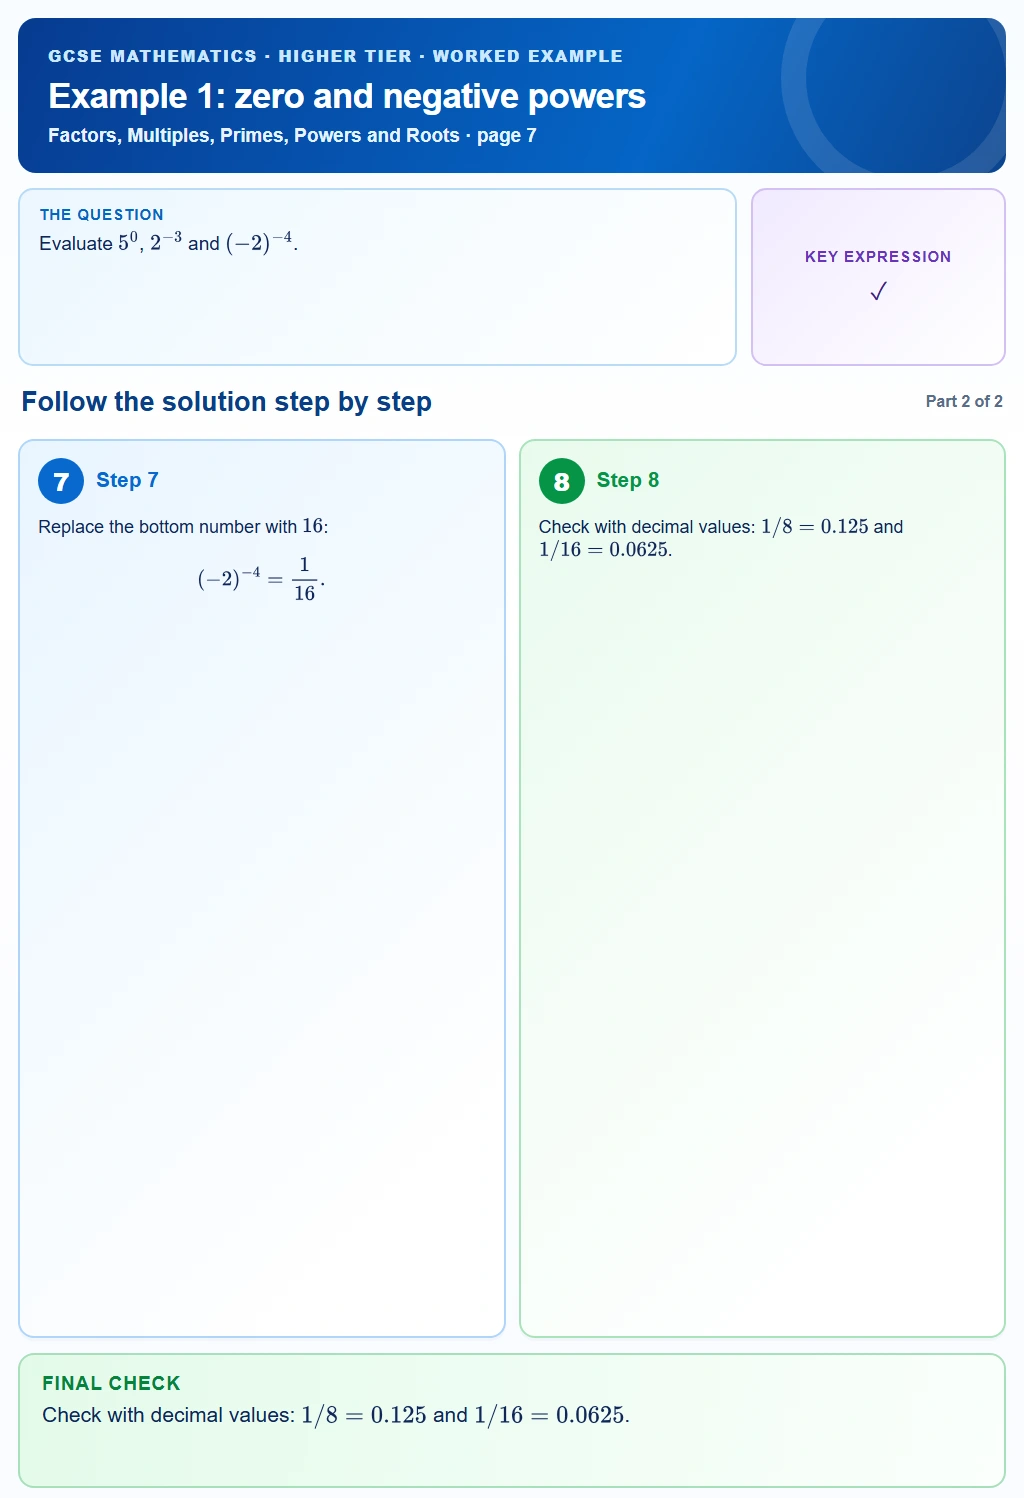 GCSE MATHEMATICS · HIGHER TIER · WORKED EXAMPLE
Example 1: zero and negative powers
Factors, Multiples, Primes, Powers and Roots · page 7
THE QUESTION
Evaluate $5^0$, $2^{-3}$ and $(-2)^{-4}$.
KEY EXPRESSION
✓
Follow the solution step by step
Part 2 of 2
7 Step 7
Replace the bottom number with 16:
$(-2)^{-4} = \frac{1}{16}$.
8 Step 8
Check with decimal values: 1/8 = 0.125 and
1/16 = 0.0625.
FINAL CHECK
Check with decimal values: 1/8 = 0.125 and 1/16 = 0.0625.